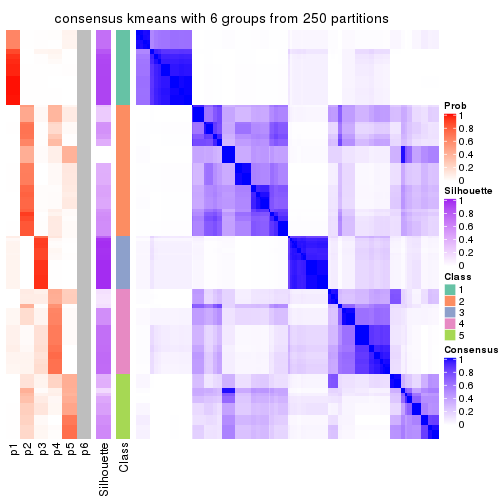 consensus kmeans with 6 groups from 250 partitions
Prob
1
0.8
0.6
0.4
0.2
0
Silhouette
1
0.8
0.6
0.4
0.2
0
Class
1
2
3
4
5
Consensus
1
0.8
0.6
0.4
0.2
0
p1
p2
p3
p4
p5
p6
Silhouette
Class